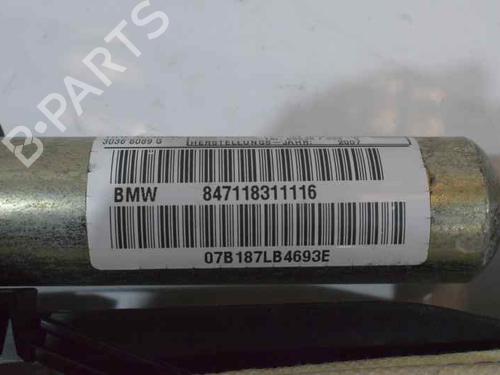 3036 6089 G
HERSTELLUNGS-JAHR: 2007
BMW 847118311116
07B187LB4693E
B PARTS